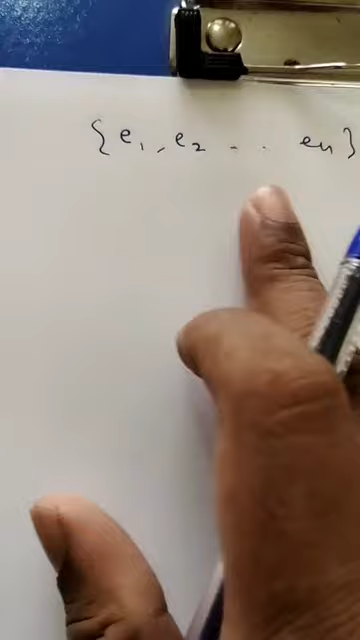 {e₁, e₂ . . . eₙ}